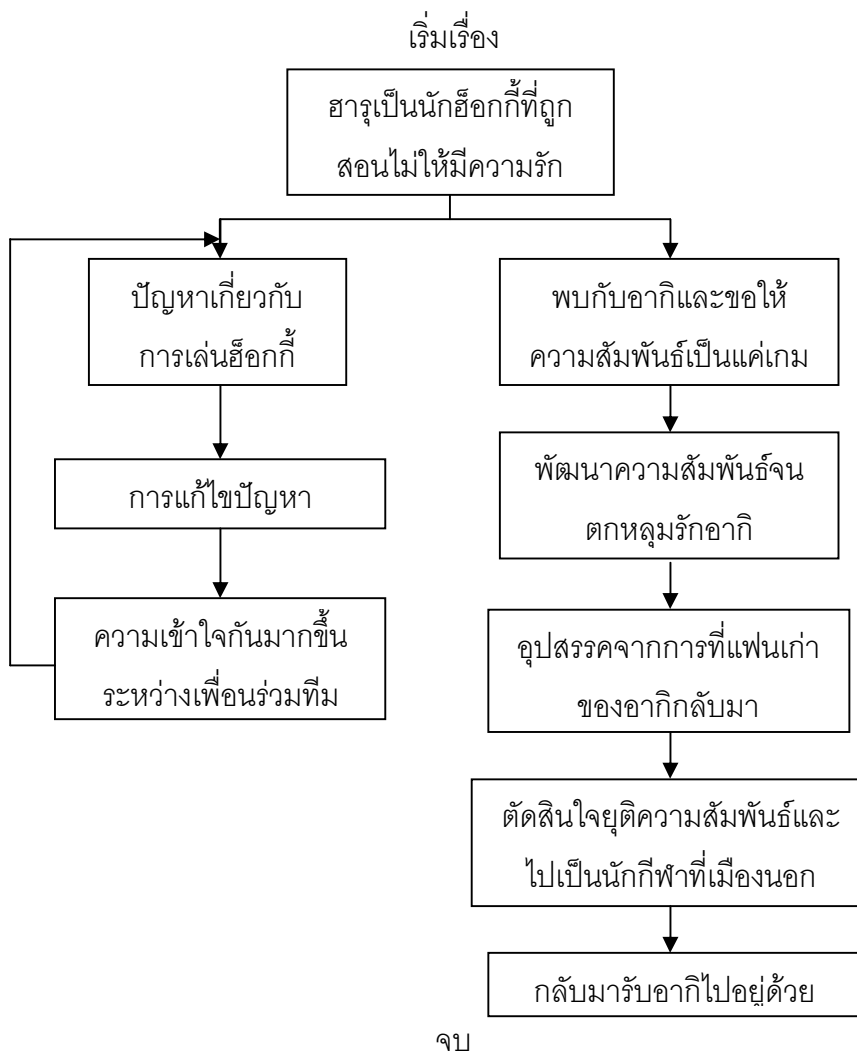 เริ่มเรื่อง
ฮารุเป็นนักฮ็อกกี้ที่ถูก
สอนไม่ให้มีความรัก
ปัญหาเกี่ยวกับ
การเล่นฮ็อกกี้
การแก้ไขปัญหา
ความเข้าใจกันมากขึ้น
ระหว่างเพื่อนร่วมทีม
พบกับอากิและขอให้
ความสัมพันธ์เป็นแค่เกม
พัฒนาความสัมพันธ์จน
ตกหลุมรักอากิ
อุปสรรคจากการที่แฟนเก่า
ของอากิกลับมา
ตัดสินใจยุติความสัมพันธ์และ
ไปเป็นนักกีฬาที่เมืองนอก
กลับมารับอากิไปอยู่ด้วย
จบ